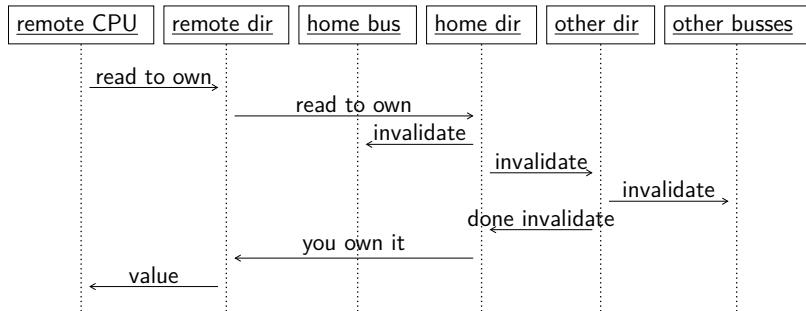 remote CPU remote dir home bus home dir other dir other busses
read to own
read to own
invalidate
invalidate
invalidate
done invalidate
you own it
value